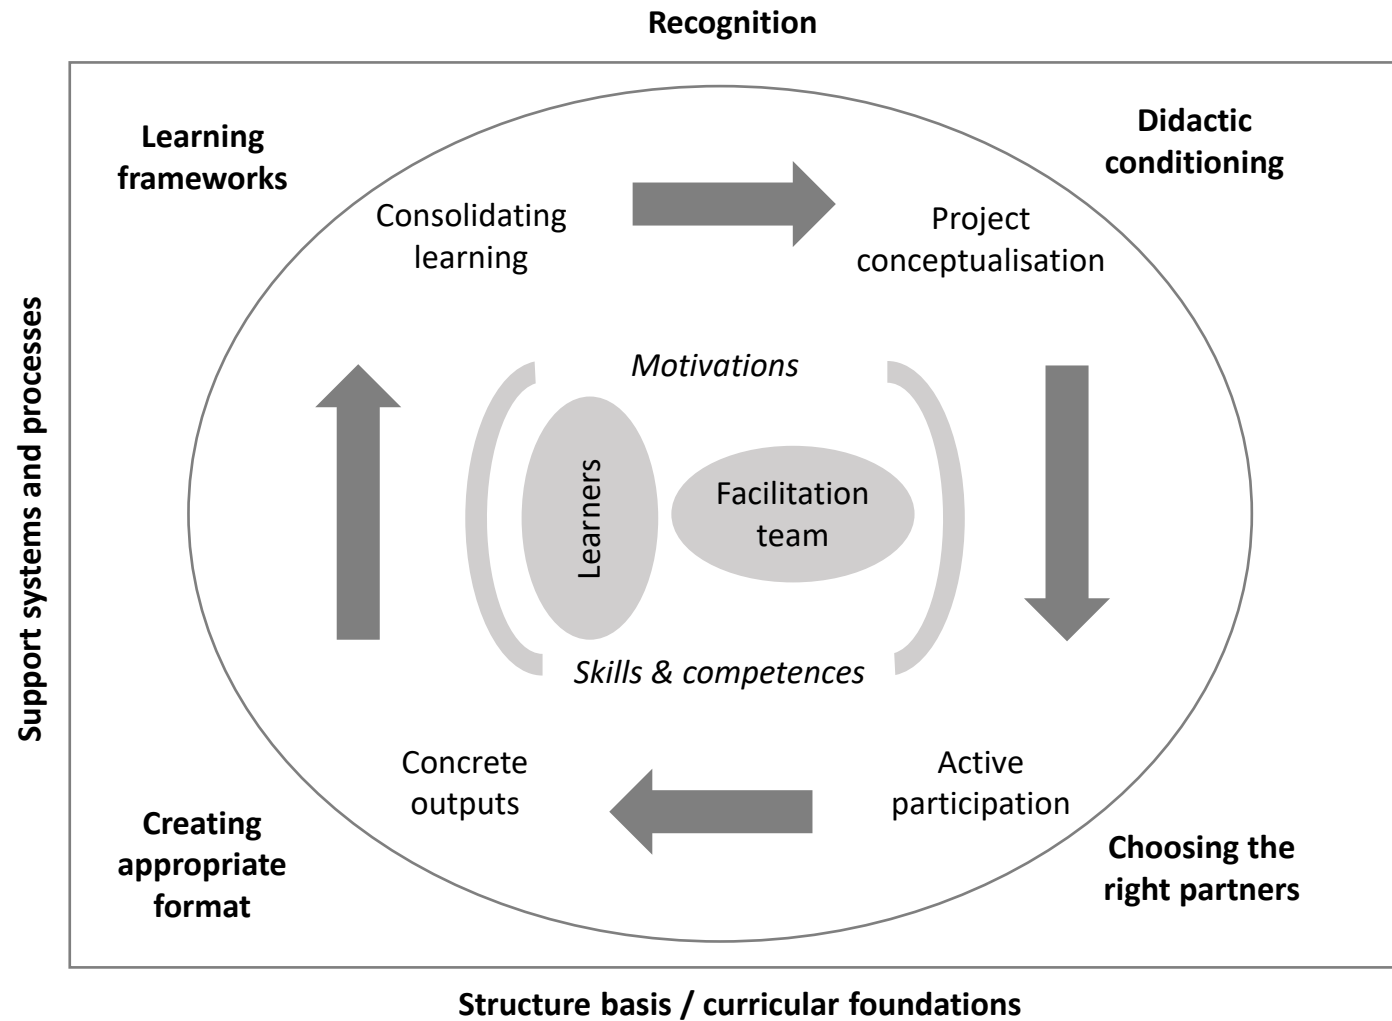 Recognition
Learning
frameworks
Didactic
conditioning
Consolidating
learning
Project
conceptualisation
Support systems and processes
Motivations
Learners
Facilitation
team
Skills & competences
Concrete
outputs
Active
participation
Creating
appropriate
format
Choosing the
right partners
Structure basis / curricular foundations